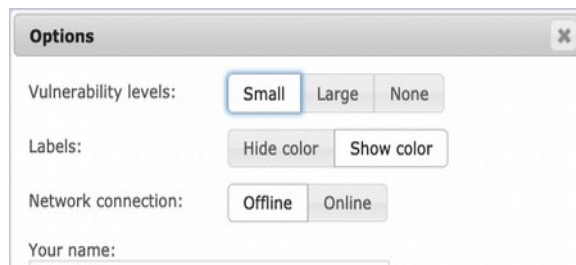 Options
Vulnerability levels: Small Large None
Labels: Hide color Show color
Network connection: Offline Online
Your name: